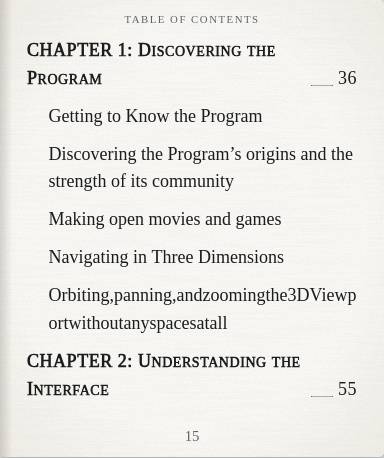 TABLE OF CONTENTS
CHAPTER 1: DISCOVERING THE
PROGRAM __ 36
Getting to Know the Program
Discovering the Program’s origins and the
strength of its community
Making open movies and games
Navigating in Three Dimensions
Orbiting,panning,andzoomingthe3DViewp
ortwithoutanyspacesatall
CHAPTER 2: UNDERSTANDING THE
INTERFACE __ 55
15